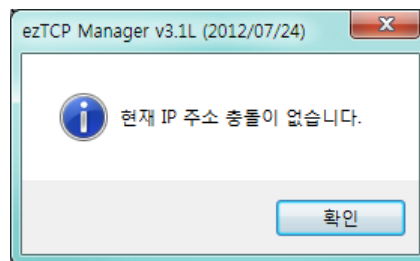 ezTCP Manager v3.1L (2012/07/24)
현재 IP 주소 충돌이 없습니다.
확인